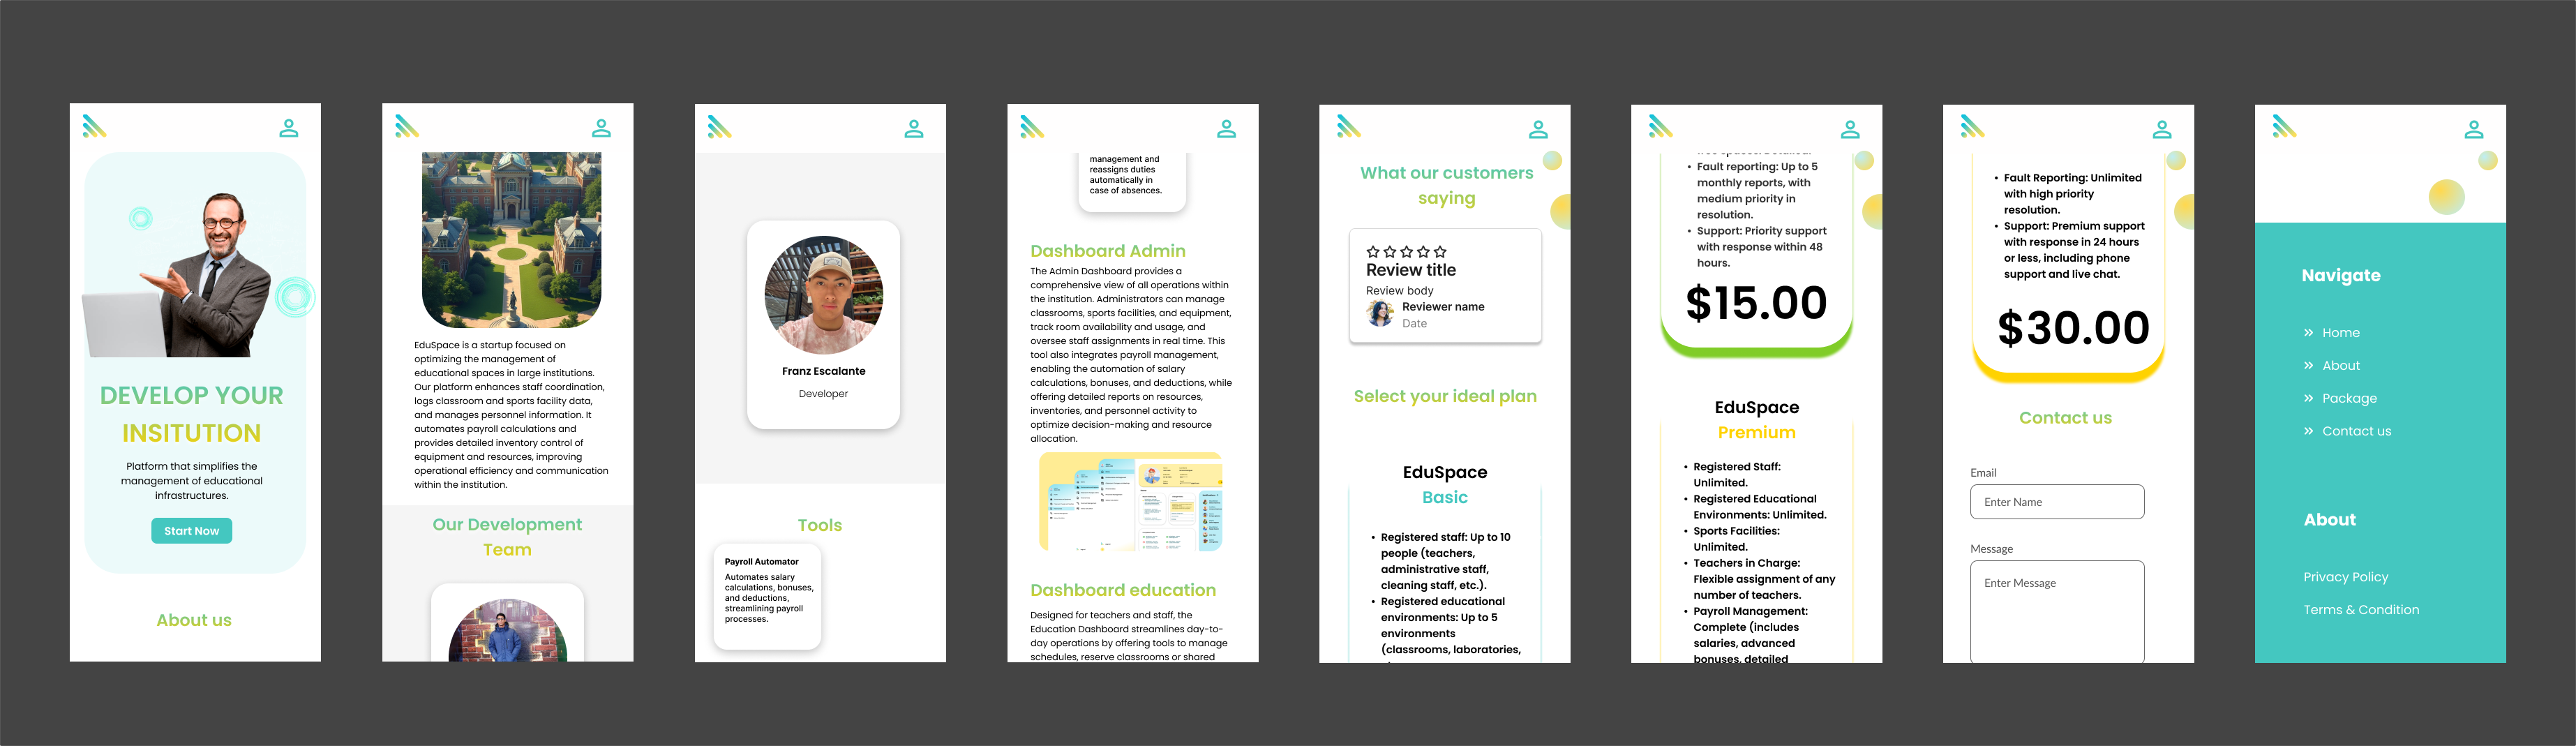 DEVELOP YOUR
INSITUTION
Platform that simplifies the
management of educational
infrastructures.
Start Now
About us
EduSpace is a startup focused on
optimizing the management of
educational spaces in large institutions.
Our platform enhances staff coordination,
logs classroom and sports facility data,
and manages personnel information. It
automates payroll calculations and
provides detailed inventory control of
equipment and resources, improving
operational efficiency and communication
within the institution.
Our Development
Team
Franz Escalante
Developer
Tools
Payroll Automator
Automates salary
calculations, bonuses,
and deductions,
streamlining payroll
processes.
management and
reassigns duties
automatically in
case of absences.
Dashboard Admin
The Admin Dashboard provides a
comprehensive view of all operations within
the institution. Administrators can manage
classrooms, sports facilities, and equipment,
track room availability and usage, and
oversee staff assignments in real time. This
tool also integrates payroll management,
enabling the automation of salary
calculations, bonuses, and deductions, while
offering detailed reports on resources,
inventories, and personnel activity to
optimize decision-making and resource
allocation.
Dashboard education
Designed for teachers and staff, the
Education Dashboard streamlines day-to-
day operations by offering tools to manage
schedules, reserve classrooms or shared
What our customers
saying
Review title
Review body
Reviewer name
Date
Select your ideal plan
EduSpace
Basic
• Registered staff: Up to 10
people (teachers,
administrative staff,
cleaning staff, etc.).
• Registered educational
environments: Up to 5
environments
(classrooms, laboratories,
• Fault reporting: Up to 5
monthly reports, with
medium priority in
resolution.
• Support: Priority support
with response within 48
hours.
$15.00
EduSpace
Premium
• Registered Staff:
Unlimited.
• Registered Educational
Environments: Unlimited.
• Sports Facilities:
Unlimited.
• Teachers in Charge:
Flexible assignment of any
number of teachers.
• Payroll Management:
Complete (includes
salaries, advanced
bonuses, detailed
• Fault Reporting: Unlimited
with high priority
resolution.
• Support: Premium support
with response in 24 hours
or less, including phone
support and live chat.
$30.00
Contact us
Email
Enter Name
Message
Enter Message
Navigate
» Home
» About
» Package
» Contact us
About
Privacy Policy
Terms & Condition